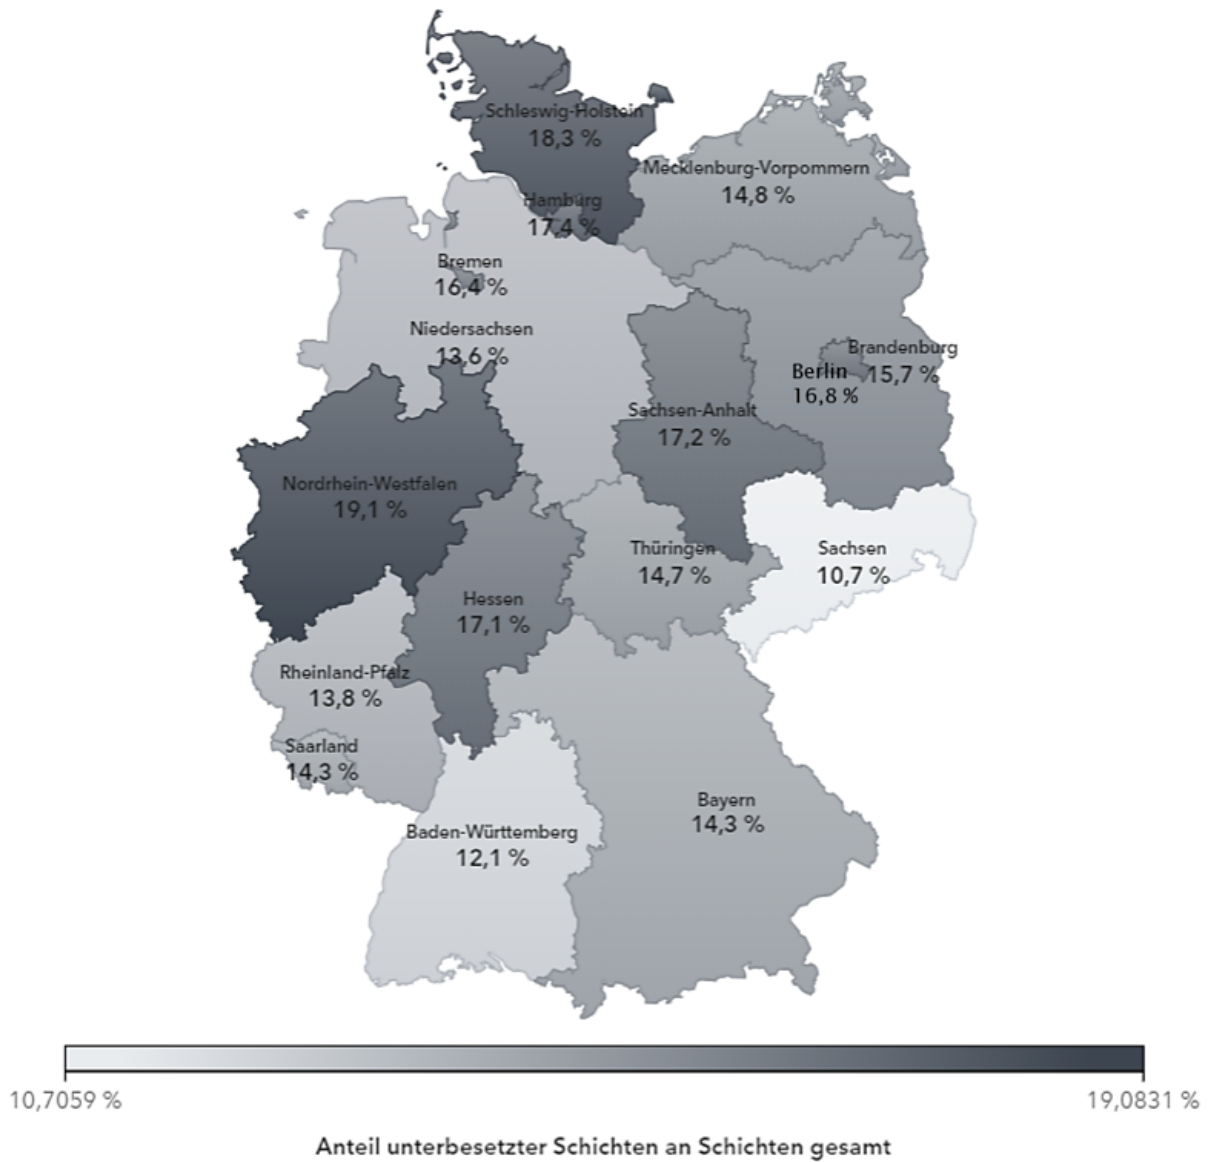 Schleswig-Holstein
18,3 %
Mecklenburg-Vorpommern
14,8 %
Hamburg
17,4 %
Bremen
16,4 %
Niedersachsen
13,6 %
Brandenburg
15,7 %
Berlin
16,8 %
Sachsen-Anhalt
17,2 %
Nordrhein-Westfalen
19,1 %
Thüringen
14,7 %
Sachsen
10,7 %
Hessen
17,1 %
Rheinland-Pfalz
13,8 %
Saarland
14,3 %
Bayern
14,3 %
Baden-Württemberg
12,1 %
10,7059 %
19,0831 %
Anteil unterbesetzter Schichten an Schichten gesamt